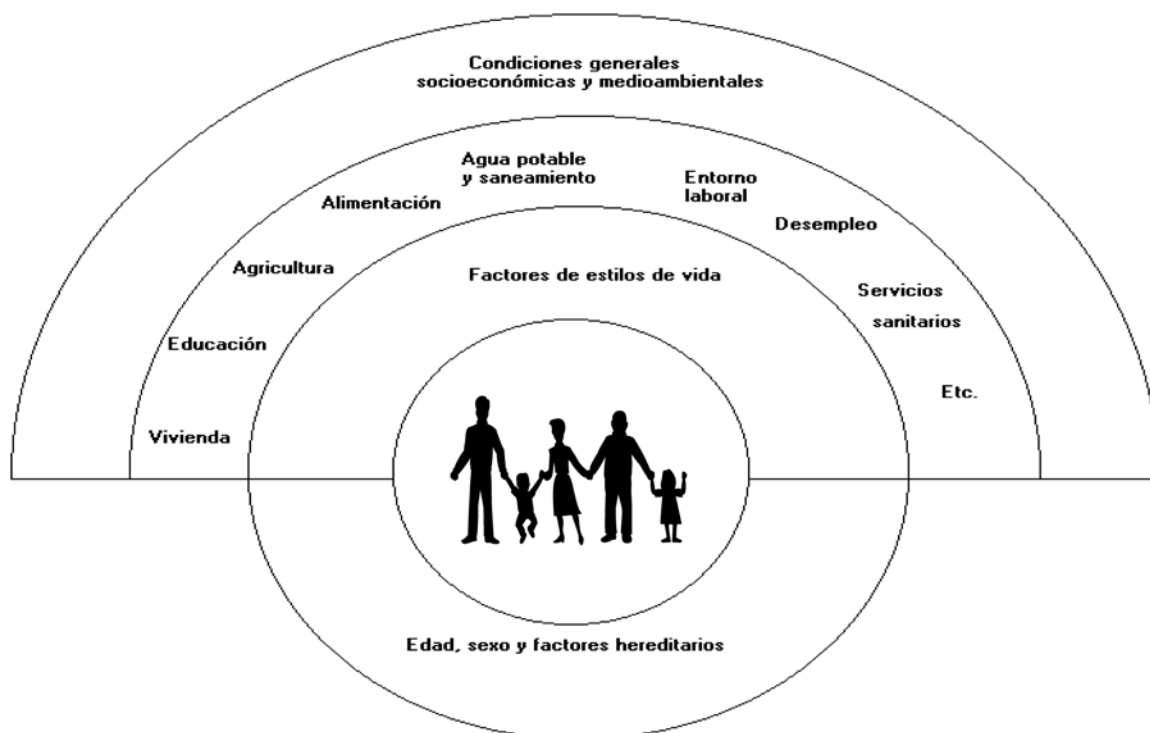 Condiciones generales
socioeconómicas y medioambientales
Agua potable
y saneamiento
Entorno
laboral
Alimentación
Desempleo
Agricultura
Factores de estilos de vida
Servicios
sanitarios
Educación
Etc.
Vivienda
Edad, sexo y factores hereditarios